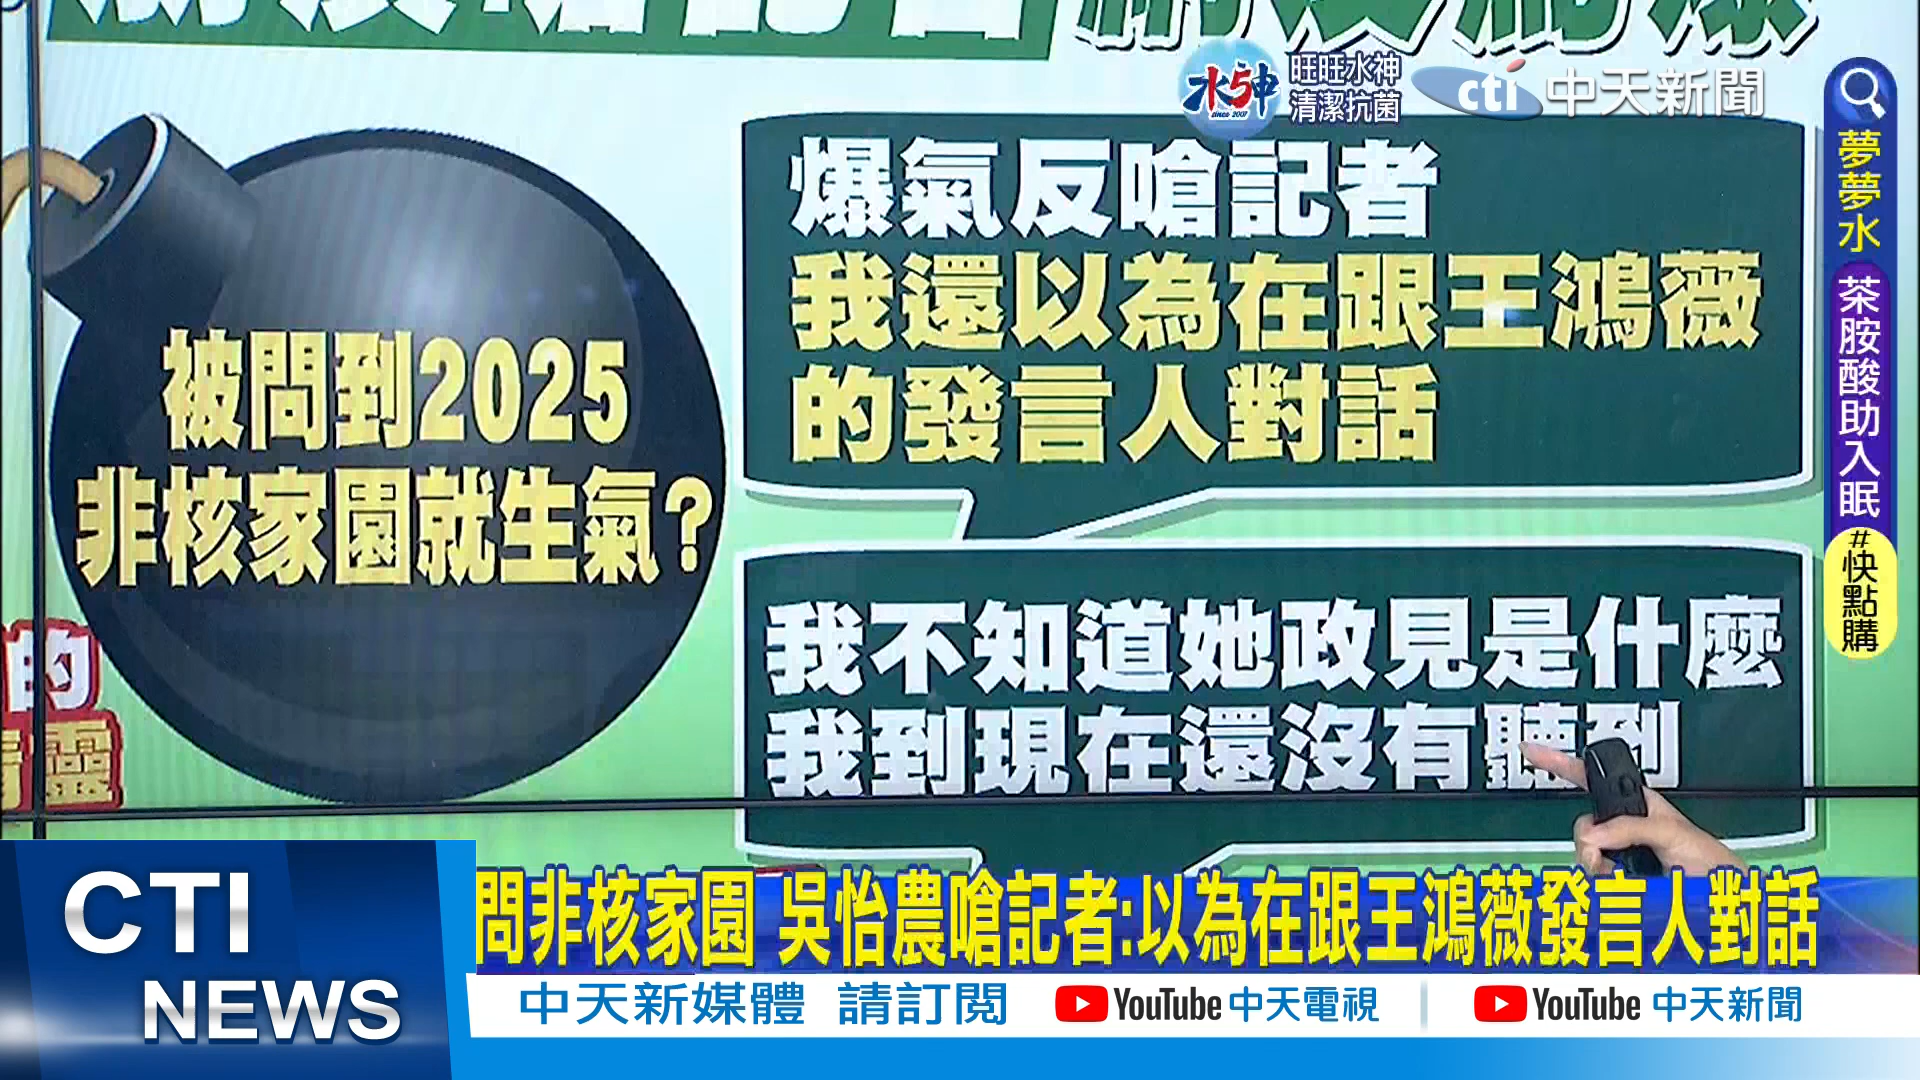 水神
since 2007
旺旺水神
清潔抗菌
cti 中天新聞
爆氣反嗆記者
我還以為在跟王鴻薇
的發言人對話
被問到2025
非核家園就生氣?
我不知道她政見是什麼
我到現在還沒有聽到
的
夢夢水
茶胺酸助入眠
#快點購
CTI
NEWS
問非核家園 吳怡農嗆記者:以為在跟王鴻薇發言人對話
中天新媒體 請訂閱 YouTube 中天電視 YouTube 中天新聞